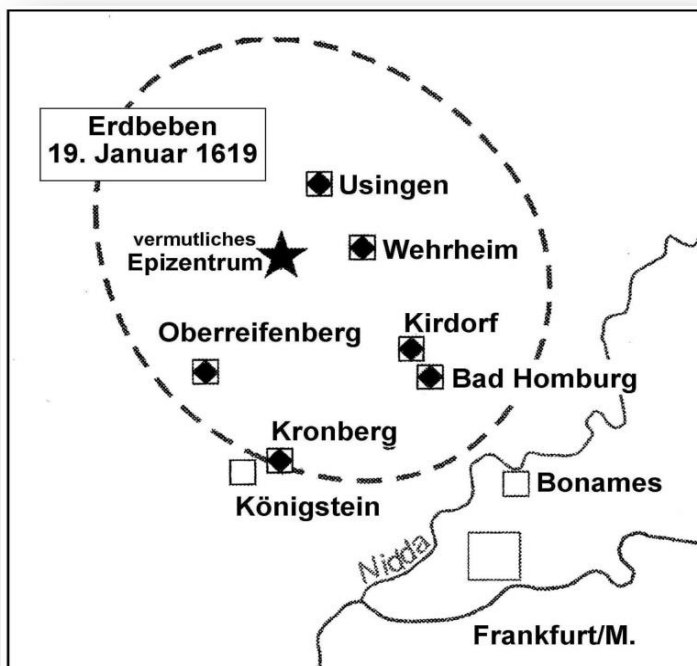 Erdbeben
19. Januar 1619
Usingen
vermutliches
Epizentrum
Wehrheim
Oberreifenberg
Kirdorf
Bad Homburg
Kronberg
Königstein
Bonames
Nidda
Frankfurt/M.